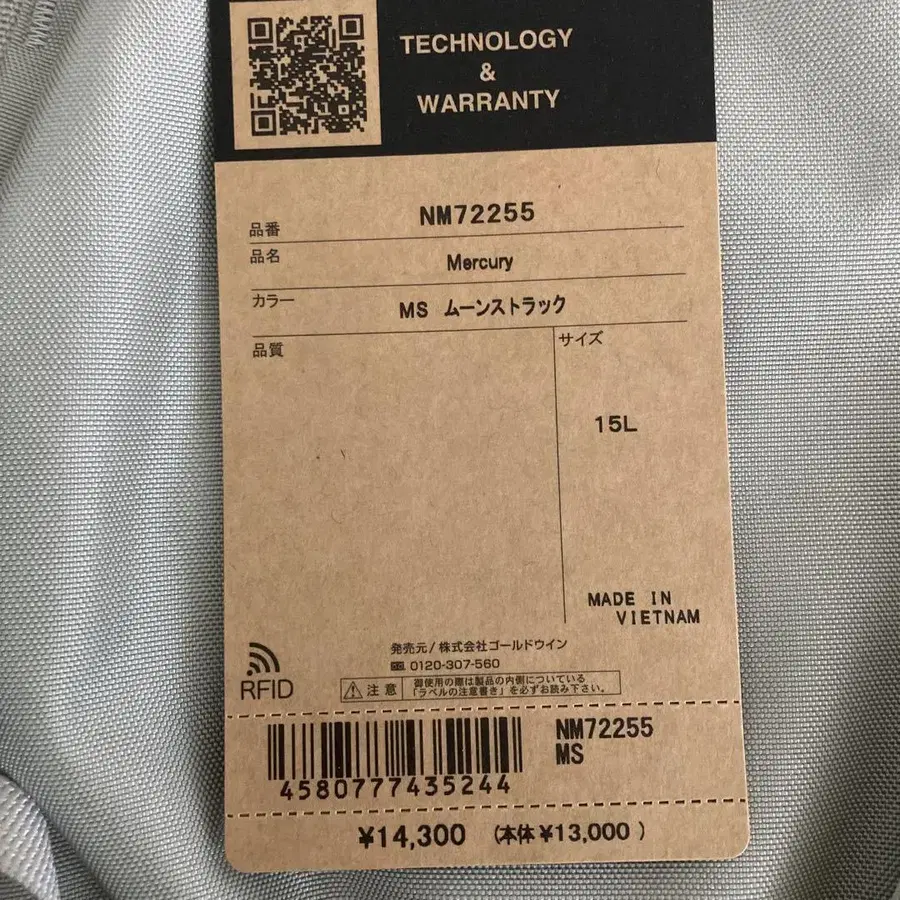 TECHNOLOGY
&
WARRANTY
品番 NM72255
品名 Mercury
カラー MS ムーンストラック
品質
サイズ
15L
MADE IN
VIETNAM
発売元/株式会社ゴールドウイン
0120-307-560
RFID
注意 御使用の際は製品の内側についている
「ラベルの注意書き」を必ずお読み下さい。
4580777435244
NM72255
MS
¥14,300 (本体¥13,000)